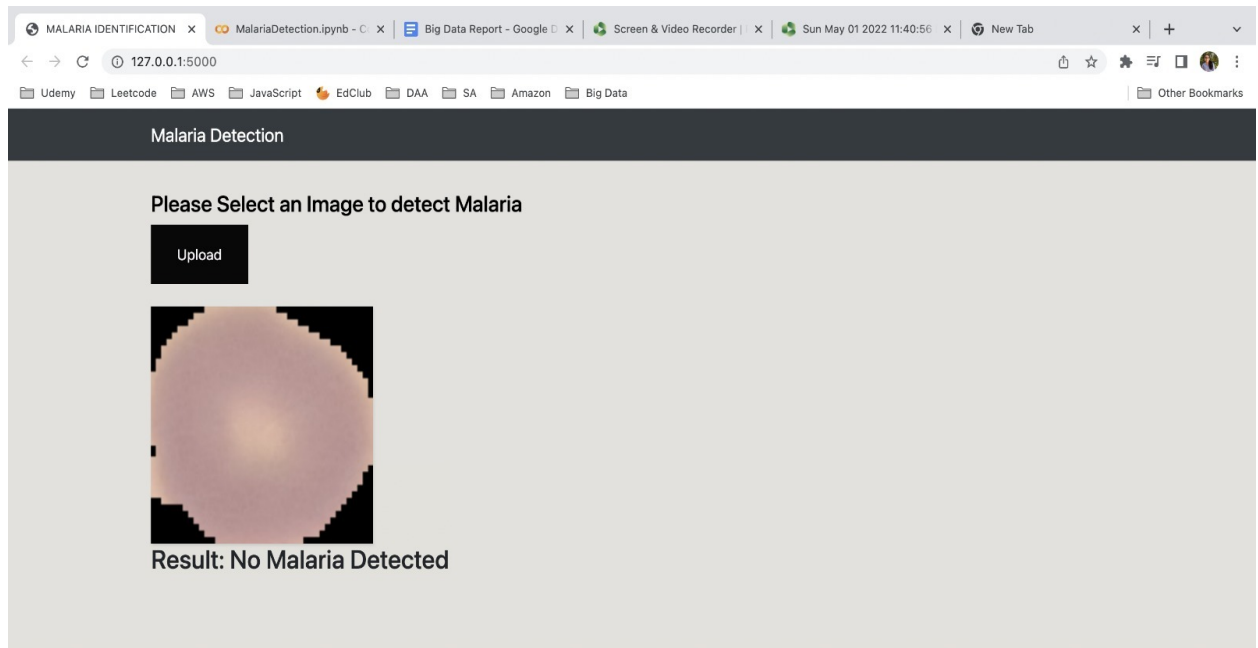 MALARIA IDENTIFICATION
MalariaDetection.ipynb - C
Big Data Report - Google D
Screen & Video Recorder |
Sun May 01 2022 11:40:56
New Tab
127.0.0.1:5000
Udemy Leetcode AWS JavaScript EdClub DAA SA Amazon Big Data Other Bookmarks
Malaria Detection
Please Select an Image to detect Malaria
Upload
Result: No Malaria Detected